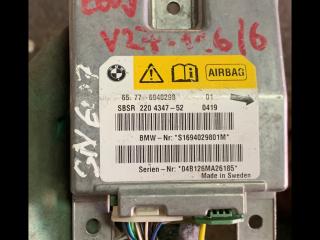 AIRBAG
65.77-6940298 01
SBSR 220 4347-52 0419
BMW-Nr: *S1694029801M*
Serien-Nr: *04B126MA26185*
Made in Sweden